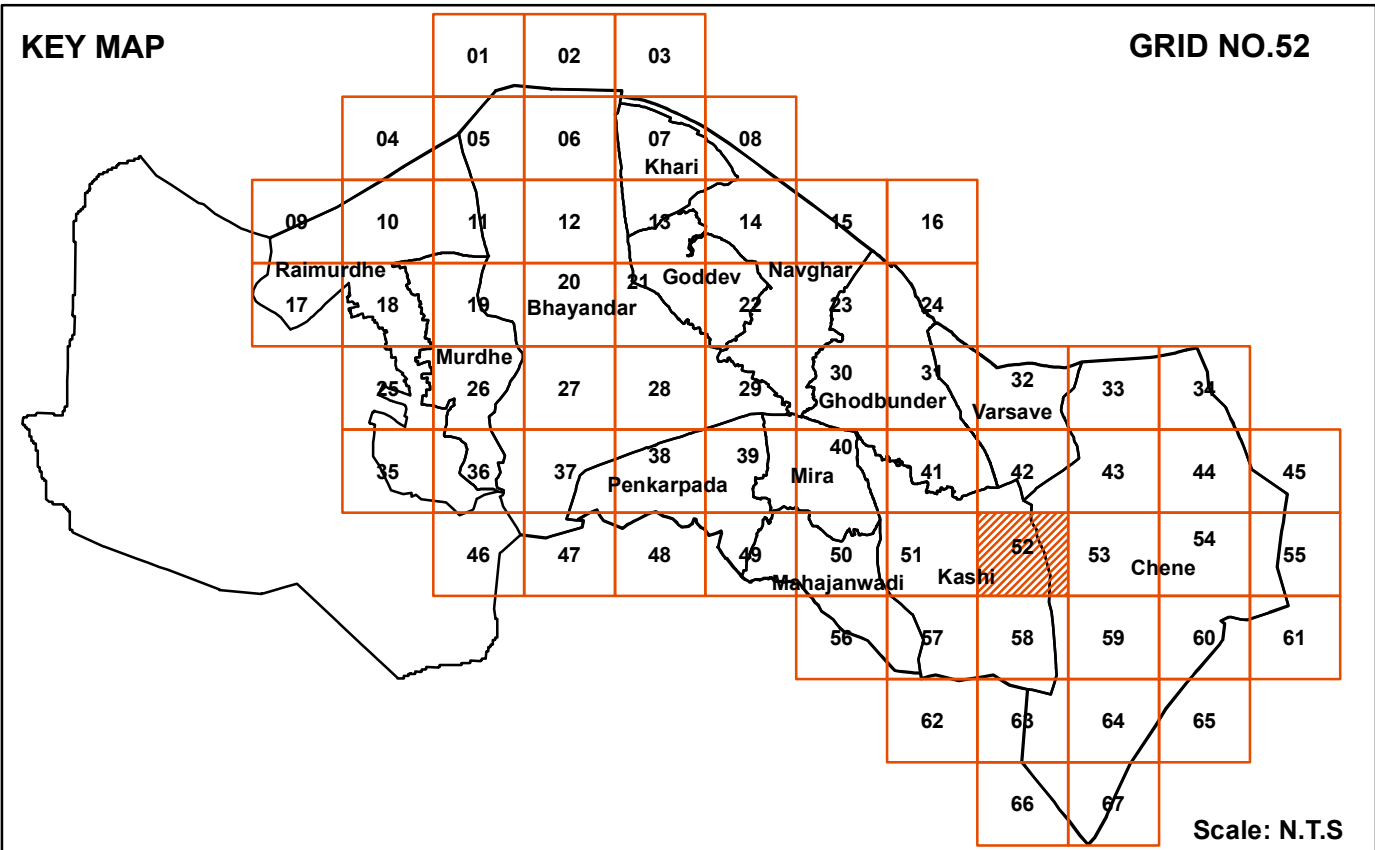 KEY MAP
GRID NO.52
01 02 03
04 05 06 07 08
Khari
09 10 11 12 13 14 15 16
Raimurdhe Goddev Navghar
17 18 19 20 21 22 23 24
Bhayandar
Murdhe
25 26 27 28 29 30 31 32 33 34
Ghodbunder Varsave
35 36 37 38 39 40 41 42 43 44 45
Penkarpada Mira
46 47 48 49 50 51 52 53 54 55
Mahajanwadi Kashi Chene
56 57 58 59 60 61
62 63 64 65
66 67
Scale: N.T.S